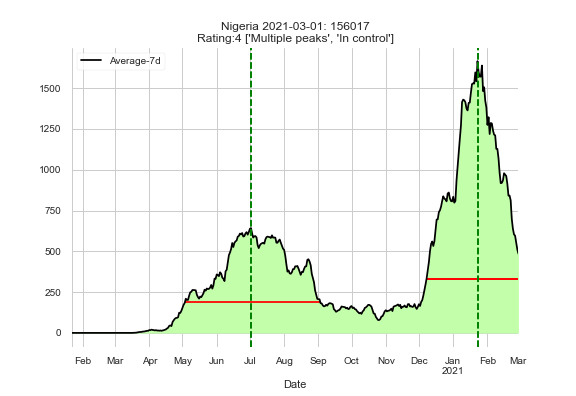 Nigeria 2021-03-01: 156017
Rating:4 ['Multiple peaks', 'In control']
Average-7d
1500
1250
1000
750
500
250
0
Feb Mar Apr May Jun Jul Aug Sep Oct Nov Dec Jan Feb Mar
2021
Date